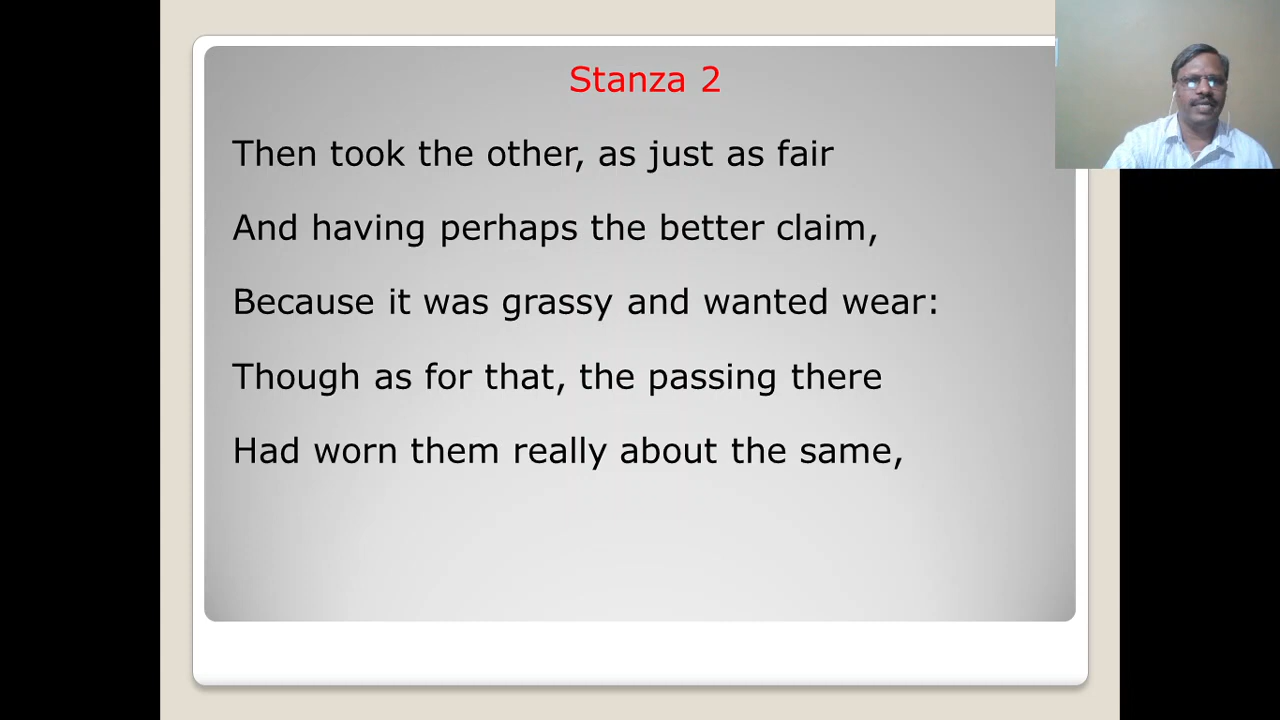 Stanza 2
Then took the other, as just as fair
And having perhaps the better claim,
Because it was grassy and wanted wear:
Though as for that, the passing there
Had worn them really about the same,